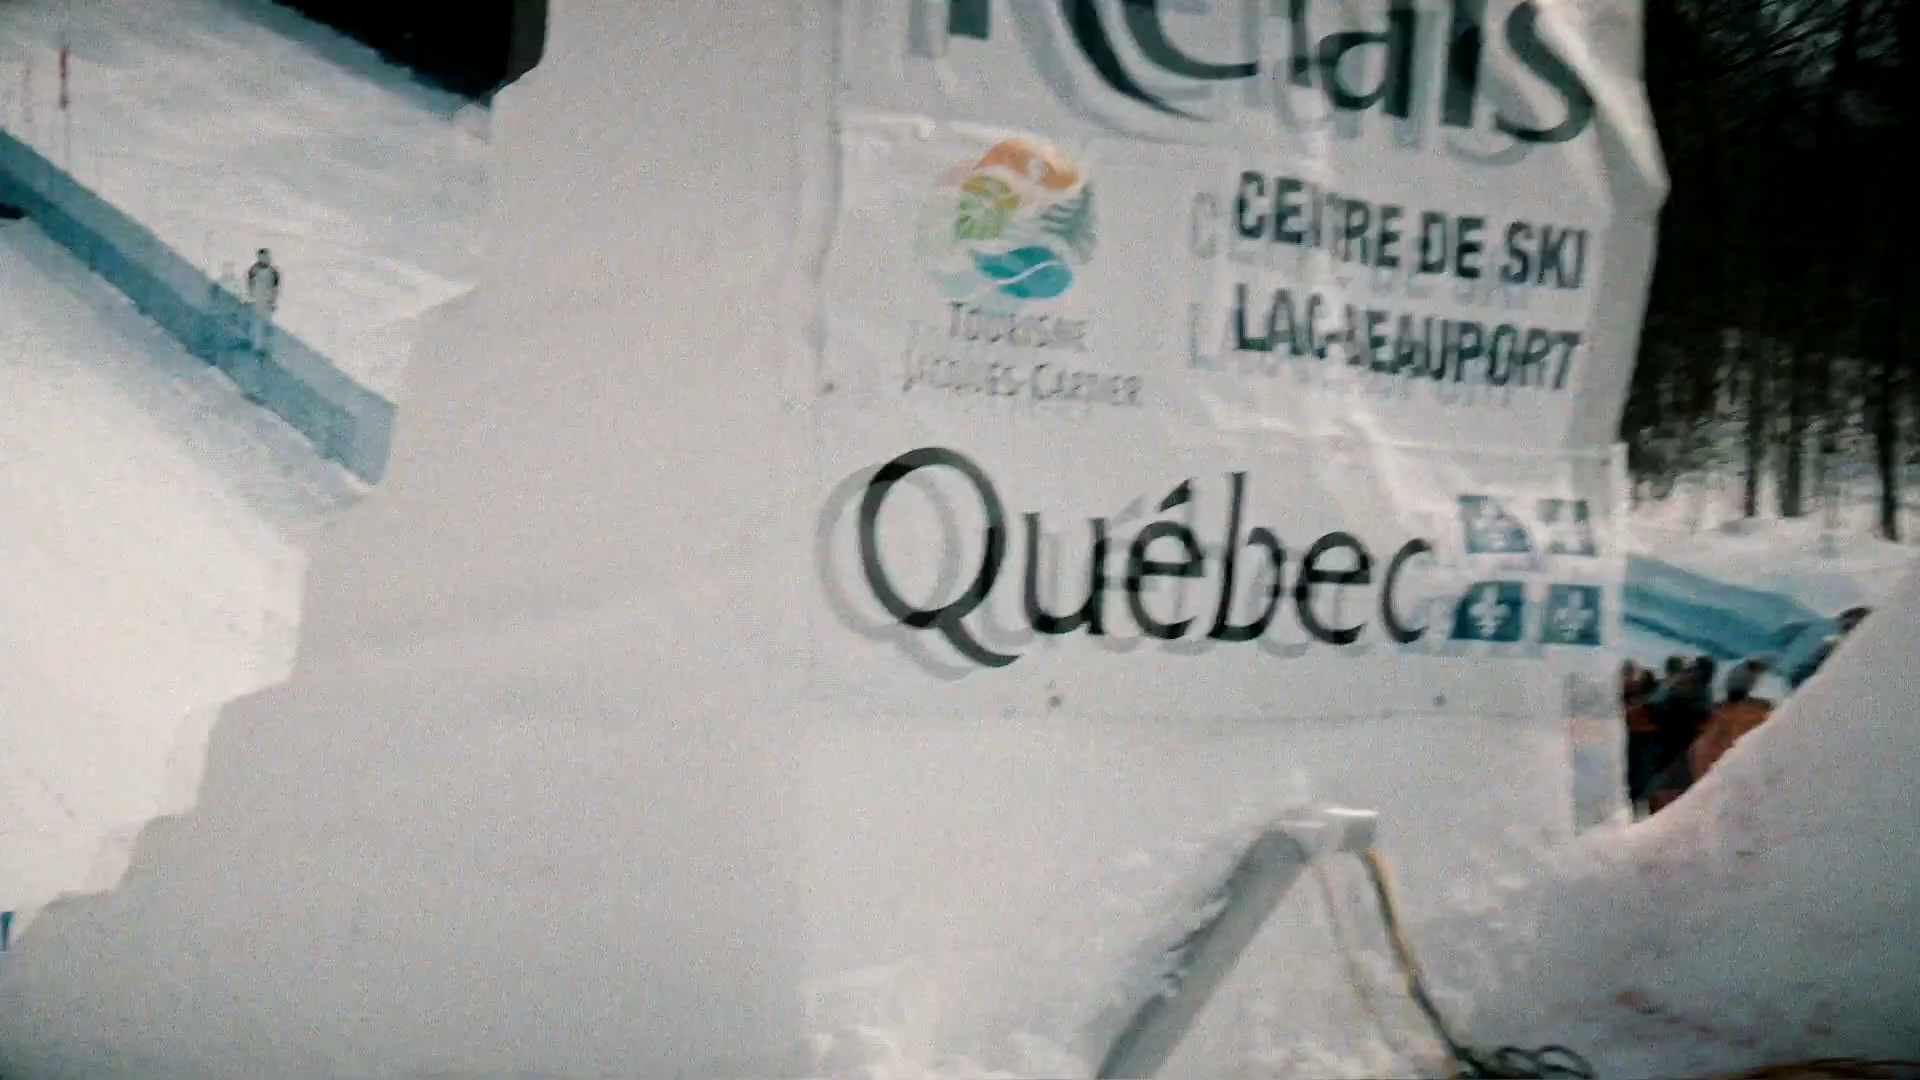 Relais
CENTRE DE SKI
LAC-BEAUPORT
TOURISME
JACQUES-CARTIER
Québec